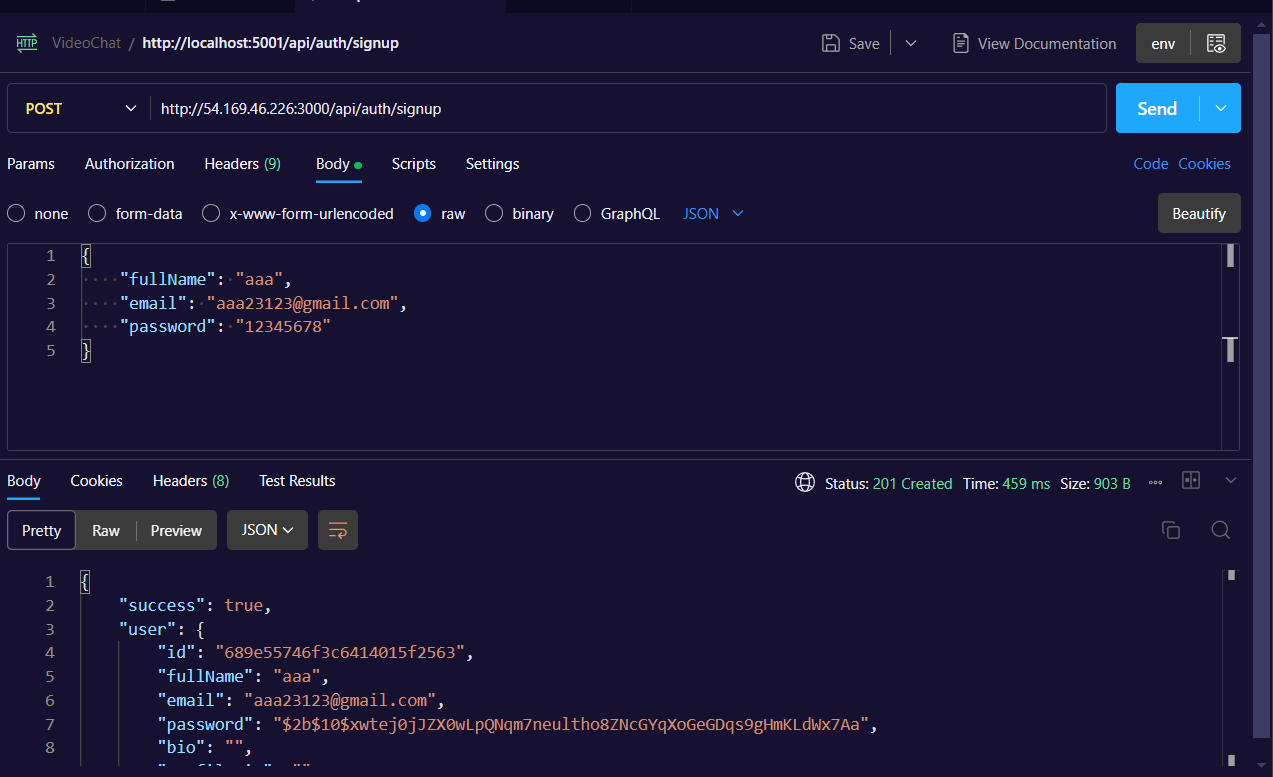 HTTP VideoChat / http://localhost:5001/api/auth/signup Save View Documentation env
POST http://54.169.46.226:3000/api/auth/signup Send
Params Authorization Headers (9) Body Scripts Settings Code Cookies
none form-data x-www-form-urlencoded raw binary GraphQL JSON Beautify
1 {
2 "fullName": "aaa",
3 "email": "aaa23123@gmail.com",
4 "password": "12345678"
5 }
Body Cookies Headers (8) Test Results Status: 201 Created Time: 459 ms Size: 903 B
Pretty Raw Preview JSON
1 {
2 "success": true,
3 "user": {
4 "id": "689e55746f3c6414015f2563",
5 "fullName": "aaa",
6 "email": "aaa23123@gmail.com",
7 "password": "$2b$10$xwtej0jJZX0wLpQNqm7neultho8ZNcGYqXoGeGDqs9gHmKLdWx7Aa",
8 "bio": "",